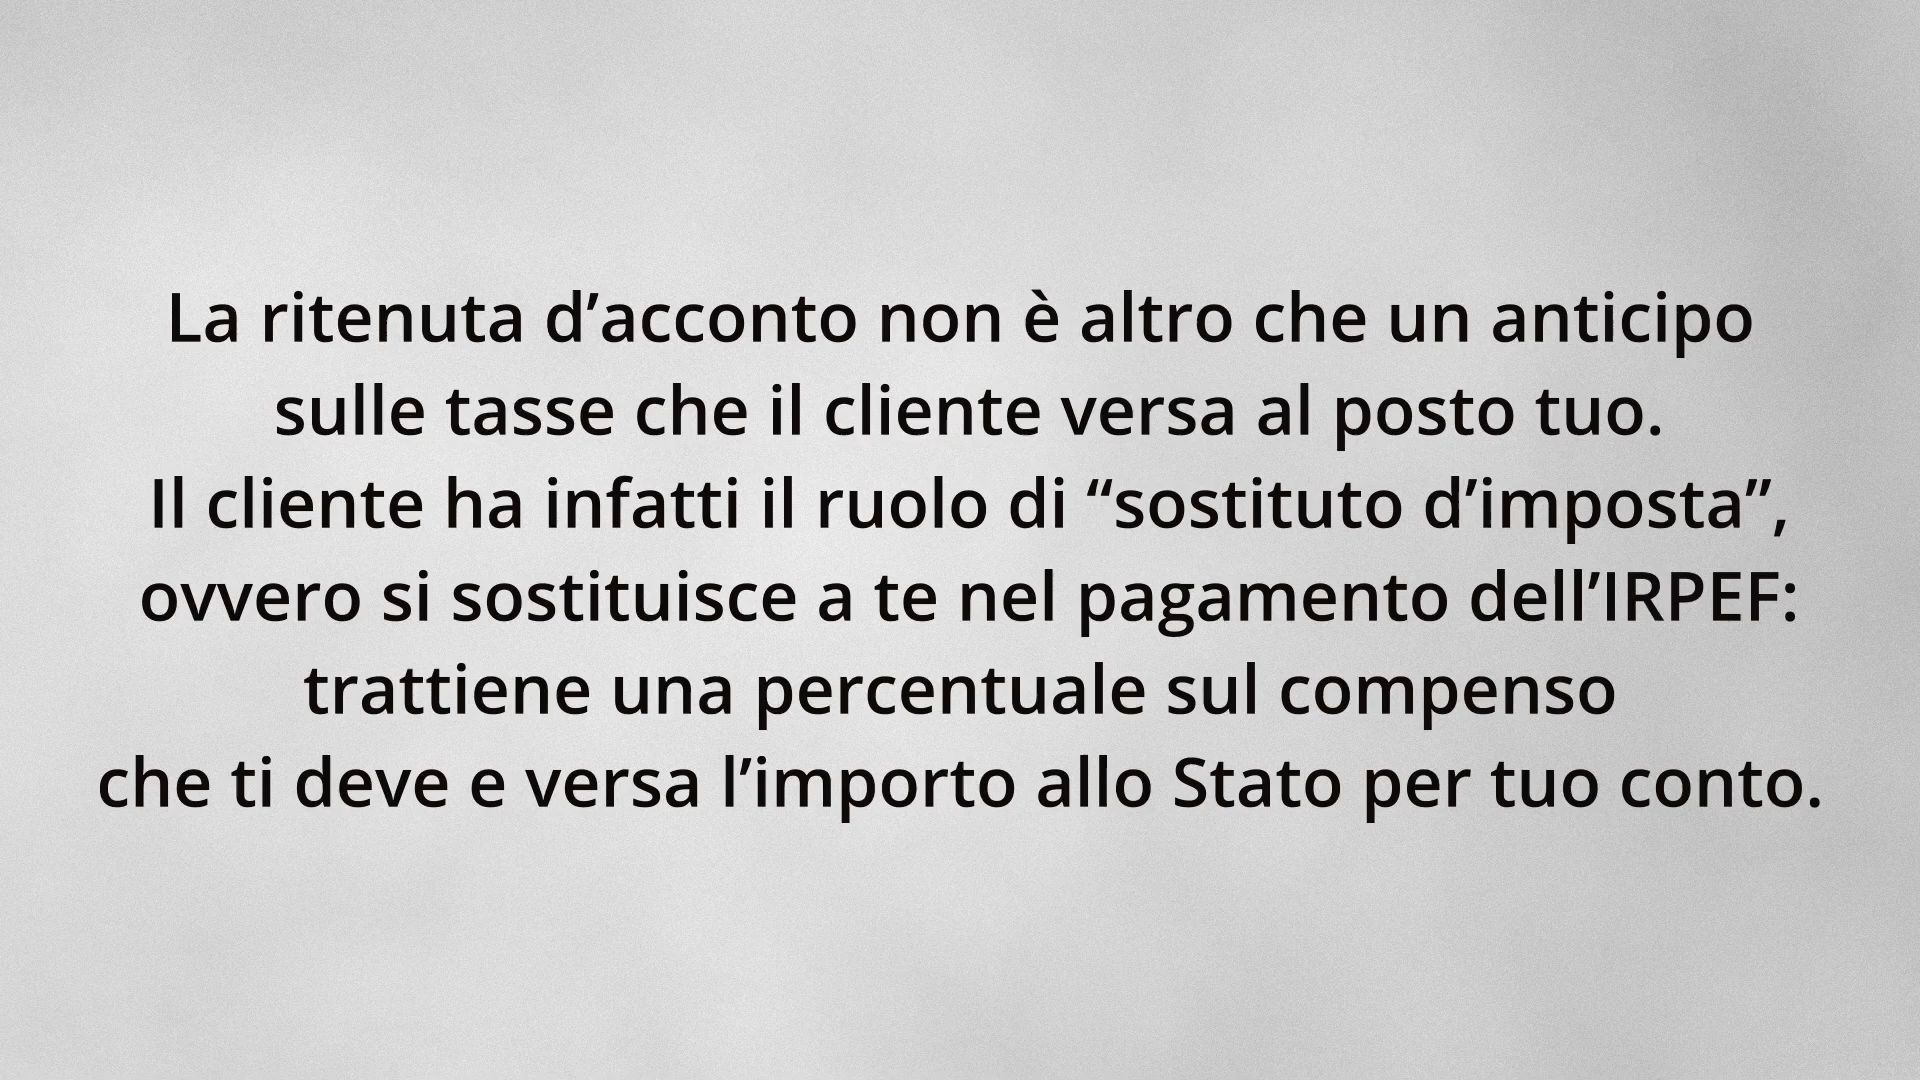 La ritenuta d’acconto non è altro che un anticipo
sulle tasse che il cliente versa al posto tuo.
Il cliente ha infatti il ruolo di “sostituto d’imposta”,
ovvero si sostituisce a te nel pagamento dell’IRPEF:
trattiene una percentuale sul compenso
che ti deve e versa l’importo allo Stato per tuo conto.